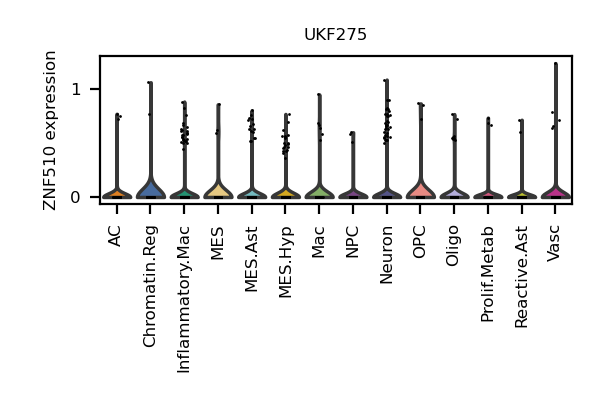 UKF275
ZNF510 expression
1
0
AC
Chromatin.Reg
Inflammatory.Mac
MES
MES.Ast
MES.Hyp
Mac
NPC
Neuron
OPC
Oligo
Prolif.Metab
Reactive.Ast
Vasc